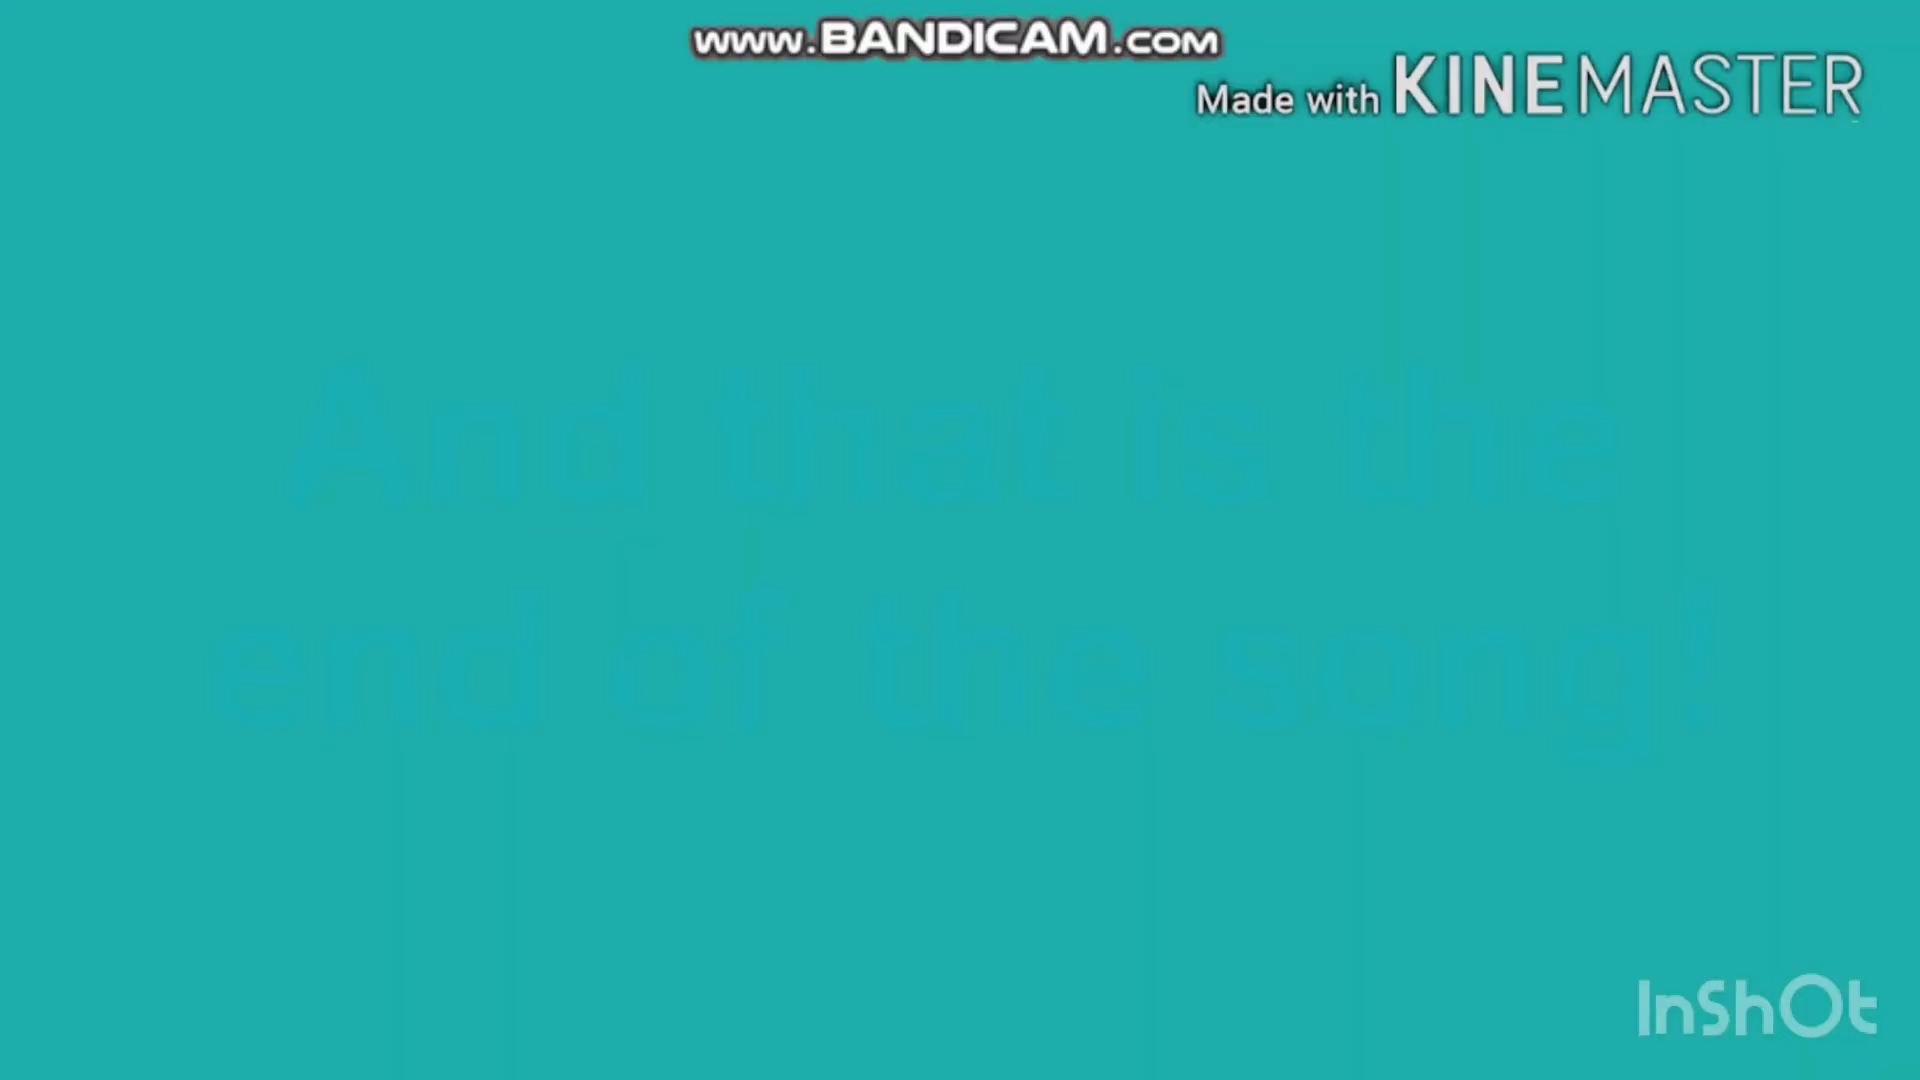 www.BANDICAM.com
Made with KINEMASTER
And that is the
end of the song!
InShOt